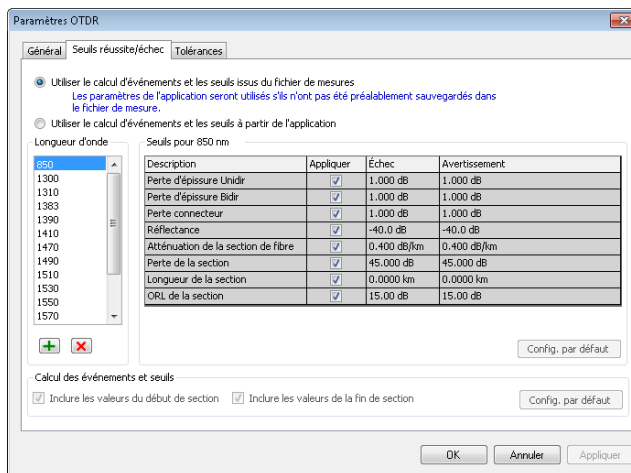 Paramètres OTDR
Général Seuils réussite/échec Tolérances
Utiliser le calcul d'événements et les seuils issus du fichier de mesures
Les paramètres de l'application seront utilisés s'ils n'ont pas été préalablement sauvegardés dans
le fichier de mesure.
Utiliser le calcul d'événements et les seuils à partir de l'application
Longueur d'onde
850
1300
1310
1383
1390
1410
1470
1490
1510
1530
1550
1570
Seuils pour 850 nm
Description Appliquer Échec Avertissement
Perte d'épissure Unidir 1.000 dB 1.000 dB
Perte d'épissure Bidir 1.000 dB 1.000 dB
Perte connecteur 1.000 dB 1.000 dB
Réflectance -40.0 dB -40.0 dB
Atténuation de la section de fibre 0.400 dB/km 0.400 dB/km
Perte de la section 45.000 dB 45.000 dB
Longueur de la section 0.0000 km 0.0000 km
ORL de la section 15.00 dB 15.00 dB
Config. par défaut
Calcul des événements et seuils
Inclure les valeurs du début de section Inclure les valeurs de la fin de section Config. par défaut
OK Annuler Appliquer